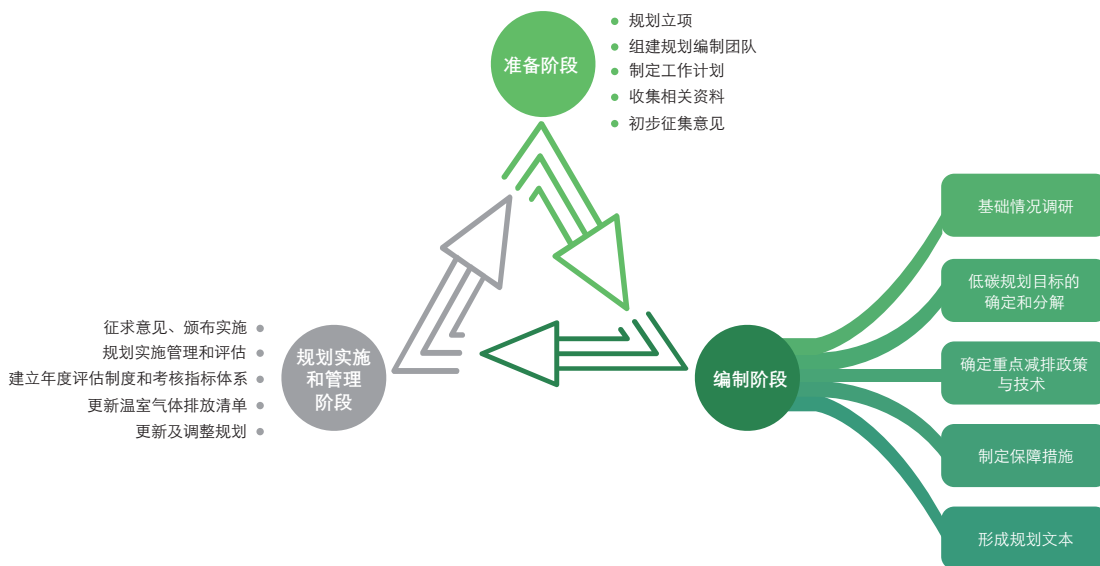 准备阶段
规划立项
组建规划编制团队
制定工作计划
收集相关资料
初步征集意见
编制阶段
基础情况调研
低碳规划目标的
确定和分解
确定重点减排政策
与技术
制定保障措施
形成规划文本
规划实施
和管理
阶段
征求意见、颁布实施
规划实施管理和评估
建立年度评估制度和考核指标体系
更新温室气体排放清单
更新及调整规划